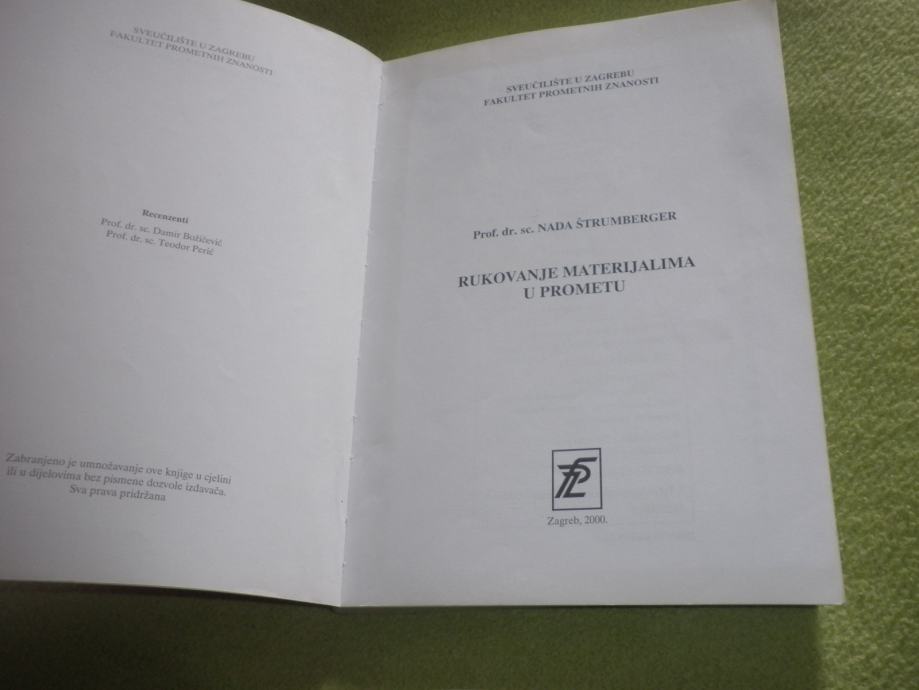 SVEUČILIŠTE U ZAGREBU
FAKULTET PROMETNIH ZNANOSTI
Recenzenti
Prof. dr. sc. Damir Božičević
Prof. dr. sc. Teodor Perić
Zabranjeno je umnožavanje ove knjige u cjelini
ili u dijelovima bez pismene dozvole izdavača.
Sva prava pridržana
SVEUČILIŠTE U ZAGREBU
FAKULTET PROMETNIH ZNANOSTI
Prof. dr. sc. NADA ŠTRUMBERGER
RUKOVANJE MATERIJALIMA
U PROMETU
Zagreb, 2000.